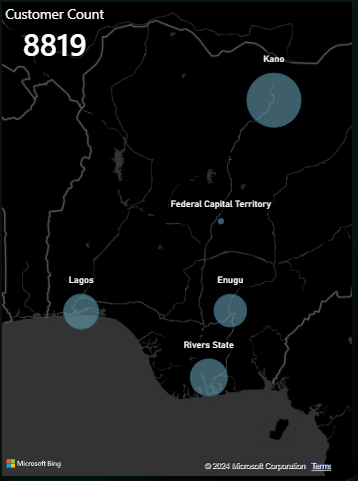 Customer Count
8819
Kano
Federal Capital Territory
Lagos
Enugu
Rivers State
Microsoft Bing
© 2024 Microsoft Corporation Terms